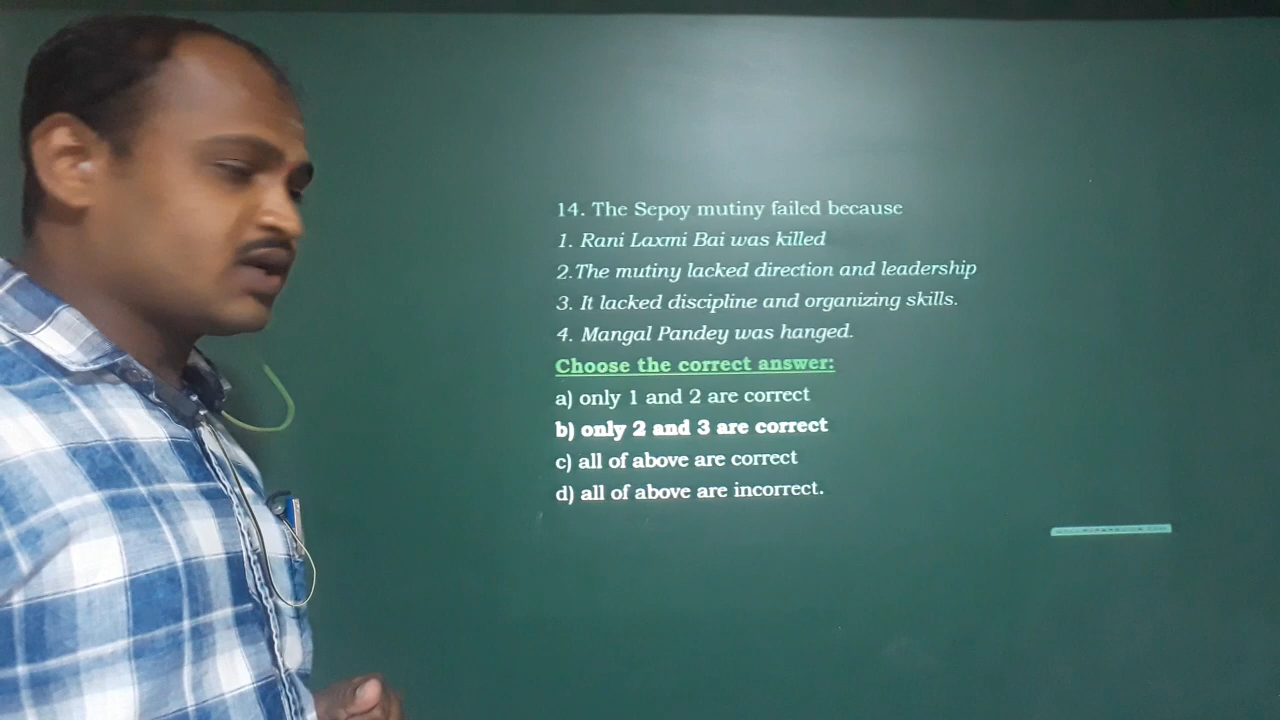 14. The Sepoy mutiny failed because
1. Rani Laxmi Bai was killed
2.The mutiny lacked direction and leadership
3. It lacked discipline and organizing skills.
4. Mangal Pandey was hanged.
Choose the correct answer:
a) only 1 and 2 are correct
b) only 2 and 3 are correct
c) all of above are correct
d) all of above are incorrect.